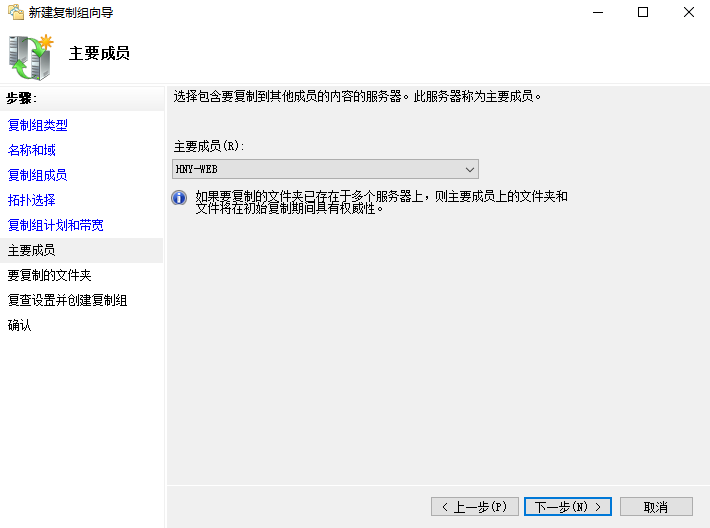 新建复制组向导
主要成员
步骤:
复制组类型
名称和域
复制组成员
拓扑选择
复制组计划和带宽
主要成员
要复制的文件夹
复查设置并创建复制组
确认
选择包含要复制到其他成员的内容的服务器。此服务器称为主要成员。
主要成员(R):
HNY-WEB
如果要复制的文件夹已存在于多个服务器上，则主要成员上的文件夹和
文件将在初始复制期间具有权威性。
< 上一步(P)
下一步(N) >
取消